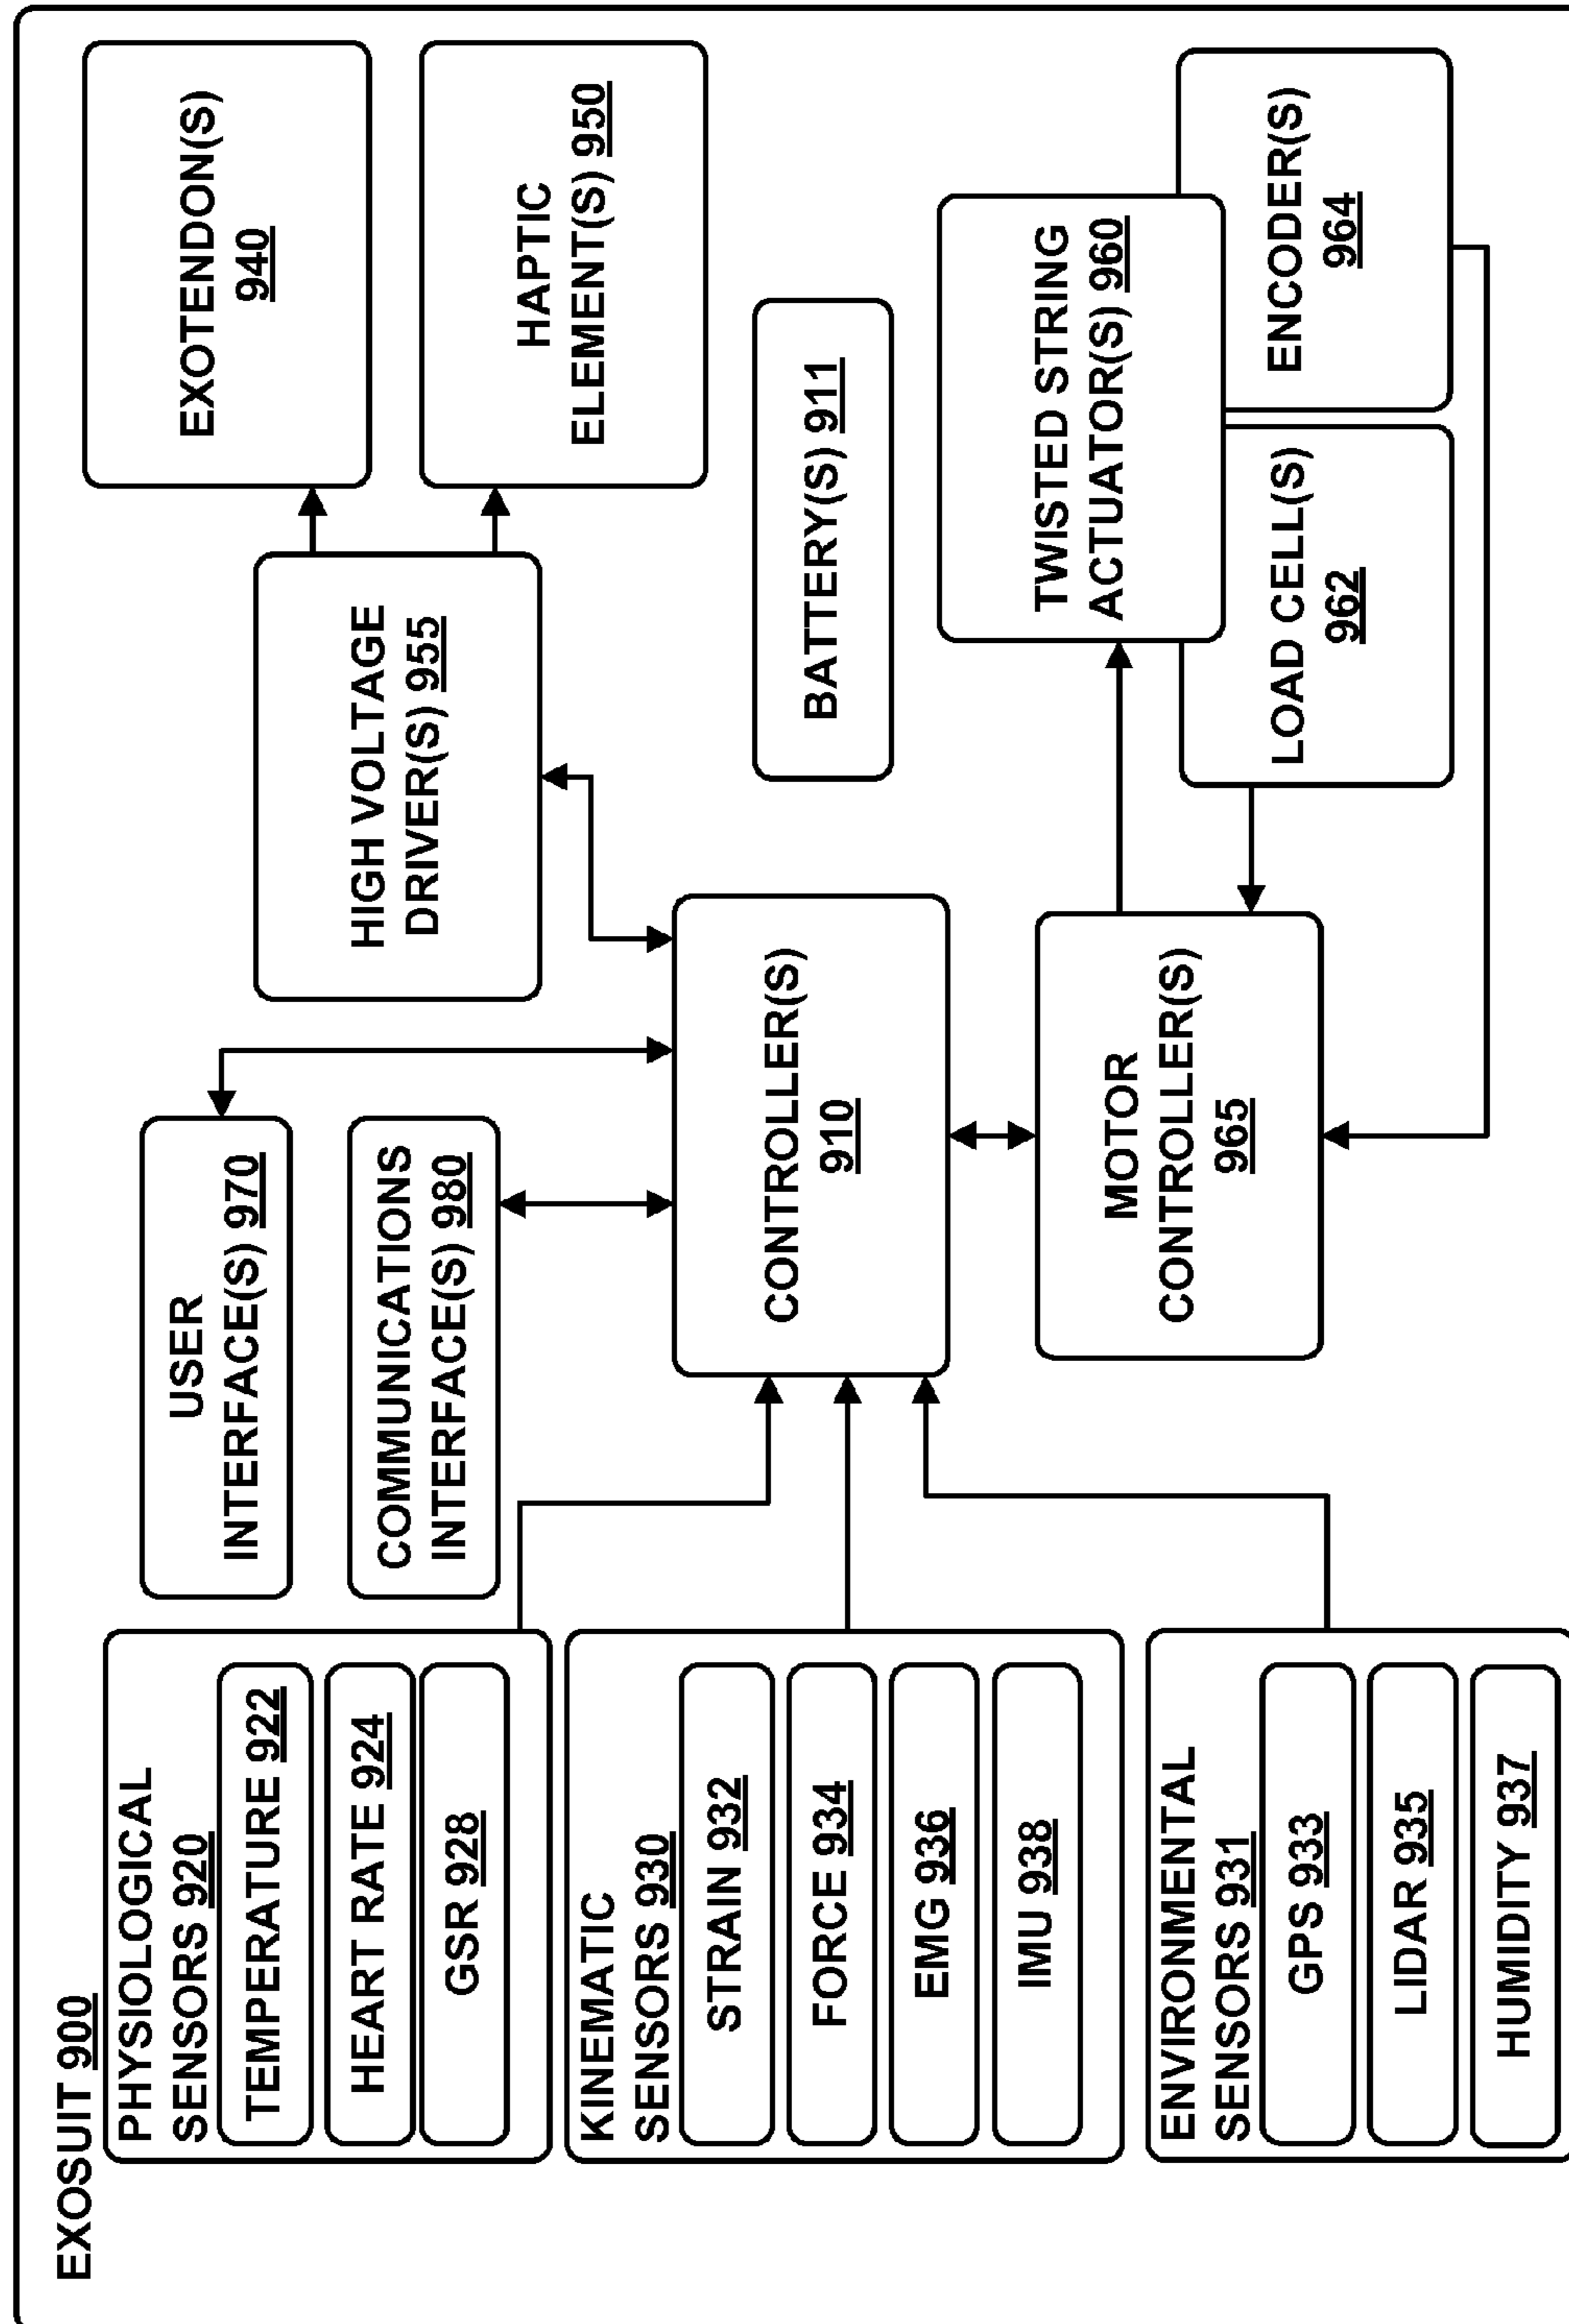 EXOSUIT 900
PHYSIOLOGICAL
SENSORS 920
TEMPERATURE 922
HEART RATE 924
GSR 928
KINEMATIC
SENSORS 930
STRAIN 932
FORCE 934
EMG 936
IMU 938
ENVIRONMENTAL
SENSORS 931
GPS 933
LIDAR 935
HUMIDITY 937
USER
INTERFACE(S) 970
COMMUNICATIONS
INTERFACE(S) 980
CONTROLLER(S)
910
MOTOR
CONTROLLER(S)
965
HIGH VOLTAGE
DRIVER(S) 955
EXOTENDON(S)
940
HAPTIC
ELEMENT(S) 950
BATTERY(S) 911
TWISTED STRING
ACTUATOR(S) 960
LOAD CELL(S)
962
ENCODER(S)
964